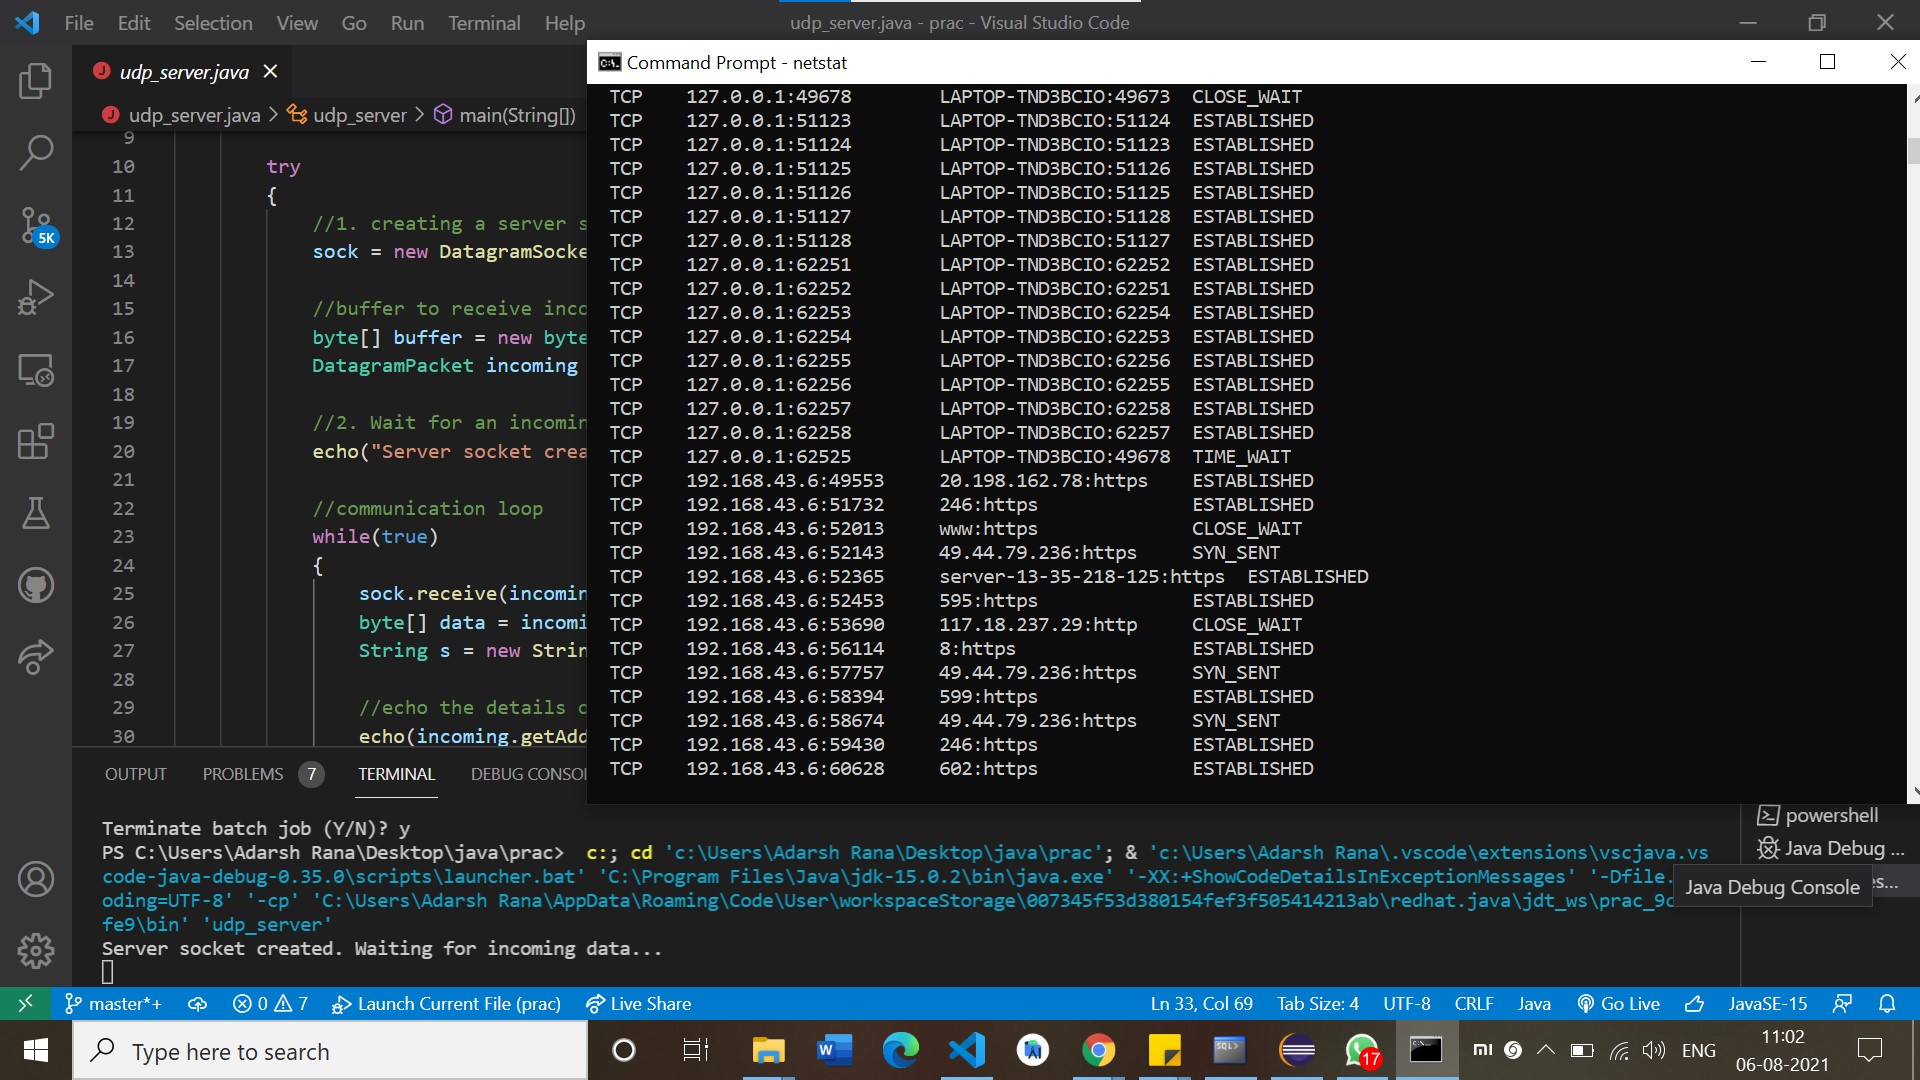 File Edit Selection View Go Run Terminal Help
udp_server.java - prac - Visual Studio Code
udp_server.java
udp_server.java > udp_server > main(String[])
9
10 try
11 {
12 //1. creating a server s
13 sock = new DatagramSocke
14
15 //buffer to receive inco
16 byte[] buffer = new byte
17 DatagramPacket incoming
18
19 //2. Wait for an incomin
20 echo("Server socket crea
21
22 //communication loop
23 while(true)
24 {
25 sock.receive(incomin
26 byte[] data = incomi
27 String s = new Strin
28
29 //echo the details o
30 echo(incoming.getAdd
5K
Command Prompt - netstat
TCP 127.0.0.1:49678 LAPTOP-TND3BCIO:49673 CLOSE_WAIT
TCP 127.0.0.1:51123 LAPTOP-TND3BCIO:51124 ESTABLISHED
TCP 127.0.0.1:51124 LAPTOP-TND3BCIO:51123 ESTABLISHED
TCP 127.0.0.1:51125 LAPTOP-TND3BCIO:51126 ESTABLISHED
TCP 127.0.0.1:51126 LAPTOP-TND3BCIO:51125 ESTABLISHED
TCP 127.0.0.1:51127 LAPTOP-TND3BCIO:51128 ESTABLISHED
TCP 127.0.0.1:51128 LAPTOP-TND3BCIO:51127 ESTABLISHED
TCP 127.0.0.1:62251 LAPTOP-TND3BCIO:62252 ESTABLISHED
TCP 127.0.0.1:62252 LAPTOP-TND3BCIO:62251 ESTABLISHED
TCP 127.0.0.1:62253 LAPTOP-TND3BCIO:62254 ESTABLISHED
TCP 127.0.0.1:62254 LAPTOP-TND3BCIO:62253 ESTABLISHED
TCP 127.0.0.1:62255 LAPTOP-TND3BCIO:62256 ESTABLISHED
TCP 127.0.0.1:62256 LAPTOP-TND3BCIO:62255 ESTABLISHED
TCP 127.0.0.1:62257 LAPTOP-TND3BCIO:62258 ESTABLISHED
TCP 127.0.0.1:62258 LAPTOP-TND3BCIO:62257 ESTABLISHED
TCP 127.0.0.1:62525 LAPTOP-TND3BCIO:49678 TIME_WAIT
TCP 192.168.43.6:49553 20.198.162.78:https ESTABLISHED
TCP 192.168.43.6:51732 246:https ESTABLISHED
TCP 192.168.43.6:52013 www:https CLOSE_WAIT
TCP 192.168.43.6:52143 49.44.79.236:https SYN_SENT
TCP 192.168.43.6:52365 server-13-35-218-125:https ESTABLISHED
TCP 192.168.43.6:52453 595:https ESTABLISHED
TCP 192.168.43.6:53690 117.18.237.29:http CLOSE_WAIT
TCP 192.168.43.6:56114 8:https ESTABLISHED
TCP 192.168.43.6:57757 49.44.79.236:https SYN_SENT
TCP 192.168.43.6:58394 599:https ESTABLISHED
TCP 192.168.43.6:58674 49.44.79.236:https SYN_SENT
TCP 192.168.43.6:59430 246:https ESTABLISHED
TCP 192.168.43.6:60628 602:https ESTABLISHED
OUTPUT PROBLEMS 7 TERMINAL DEBUG CONSOL
Terminate batch job (Y/N)? y
PS C:\Users\Adarsh Rana\Desktop\java\prac> c:; cd 'c:\Users\Adarsh Rana\Desktop\java\prac'; & 'c:\Users\Adarsh Rana\.vscode\extensions\vscjava.vs
code-java-debug-0.35.0\scripts\launcher.bat' 'C:\Program Files\Java\jdk-15.0.2\bin\java.exe' '-XX:+ShowCodeDetailsInExceptionMessages' '-Dfile.
oding=UTF-8' '-cp' 'C:\Users\Adarsh Rana\AppData\Roaming\Code\User\workspaceStorage\007345f53d380154fef3f505414213ab\redhat.java\jdt_ws\prac_9c
fe9\bin' 'udp_server'
Server socket created. Waiting for incoming data...
powershell
Java Debug ...
Java Debug Console
s...
master*+ 0 7 Launch Current File (prac) Live Share Ln 33, Col 69 Tab Size: 4 UTF-8 CRLF Java Go Live JavaSE-15
Type here to search
SQL>
17
mi
ENG
11:02
06-08-2021